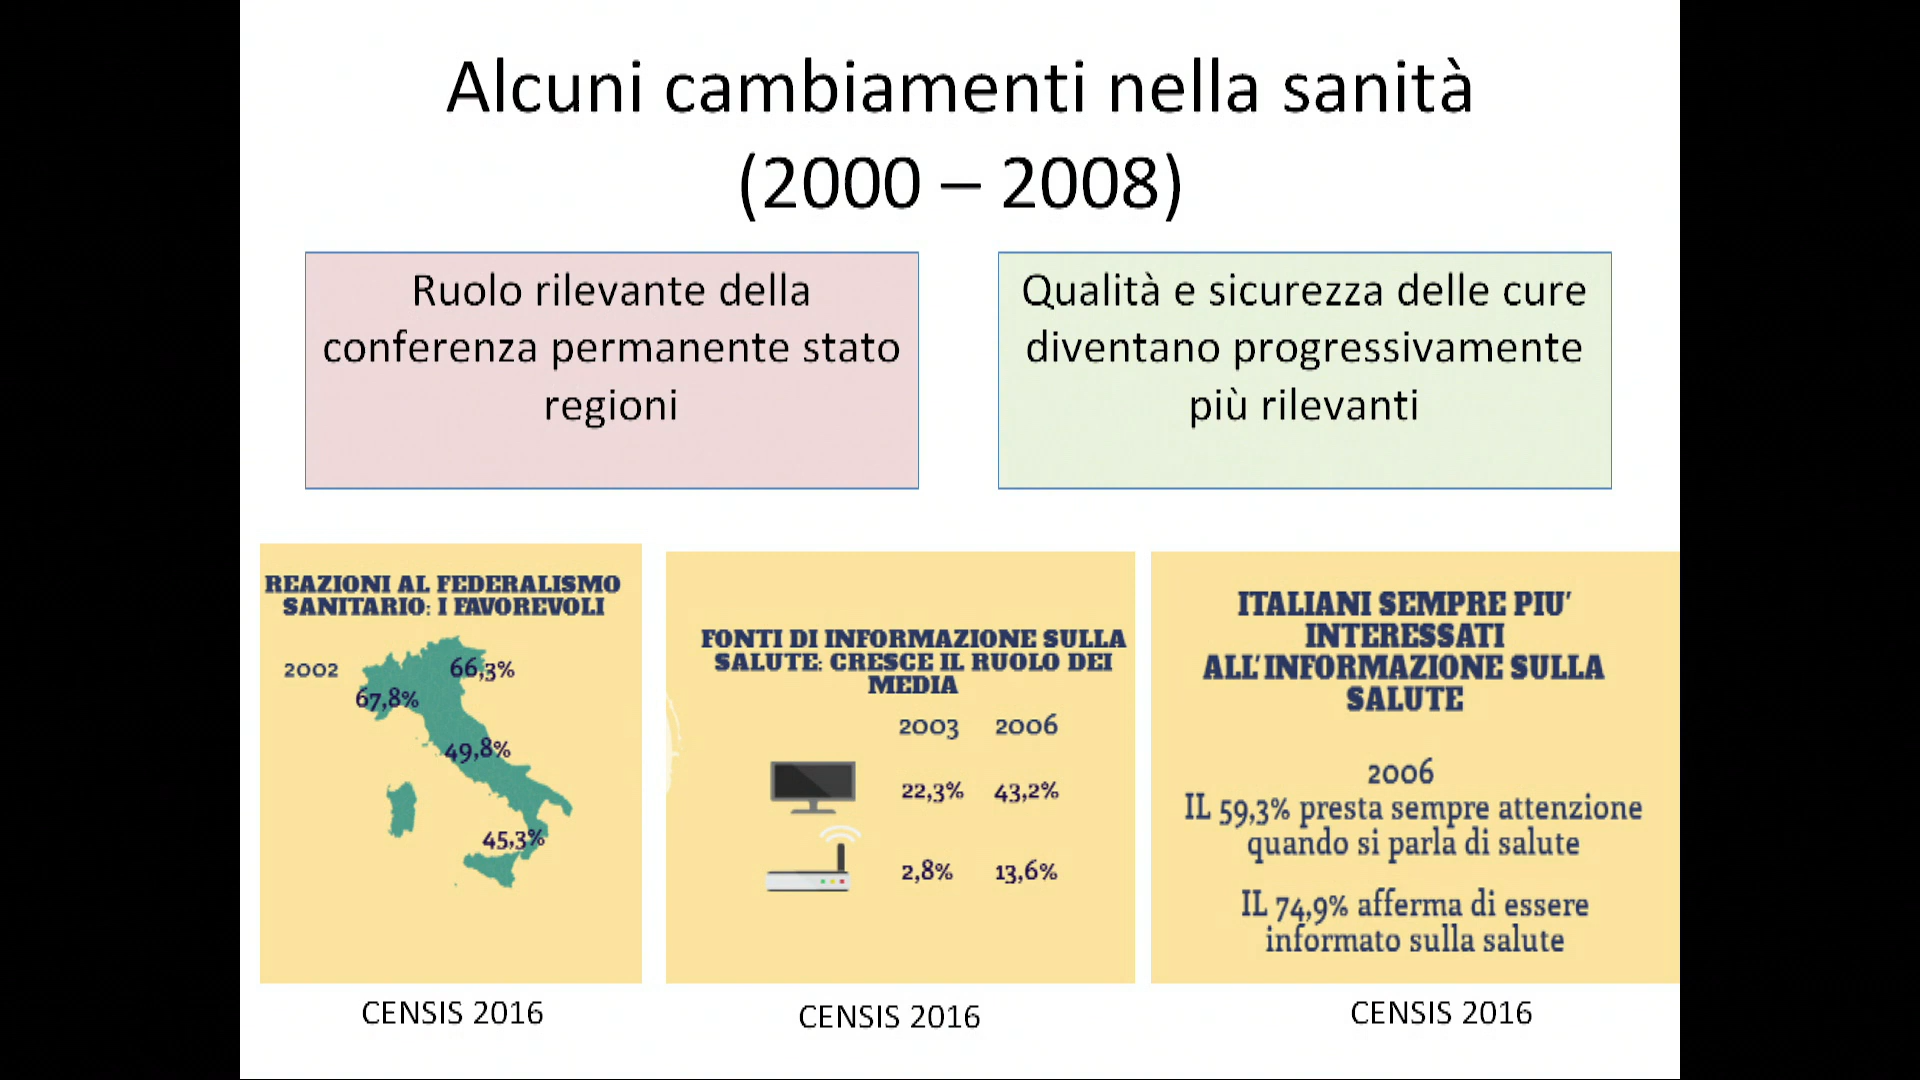 Alcuni cambiamenti nella sanità
(2000 – 2008)
Ruolo rilevante della
conferenza permanente stato
regioni
Qualità e sicurezza delle cure
diventano progressivamente
più rilevanti
REAZIONI AL FEDERALISMO
SANITARIO: I FAVOREVOLI
2002
66,3%
67,8%
49,8%
45,3%
CENSIS 2016
FONTI DI INFORMAZIONE SULLA
SALUTE: CRESCE IL RUOLO DEI
MEDIA
2003 2006
22,3% 43,2%
2,8% 13,6%
CENSIS 2016
ITALIANI SEMPRE PIU'
INTERESSATI
ALL'INFORMAZIONE SULLA
SALUTE
2006
IL 59,3% presta sempre attenzione
quando si parla di salute
IL 74,9% afferma di essere
informato sulla salute
CENSIS 2016